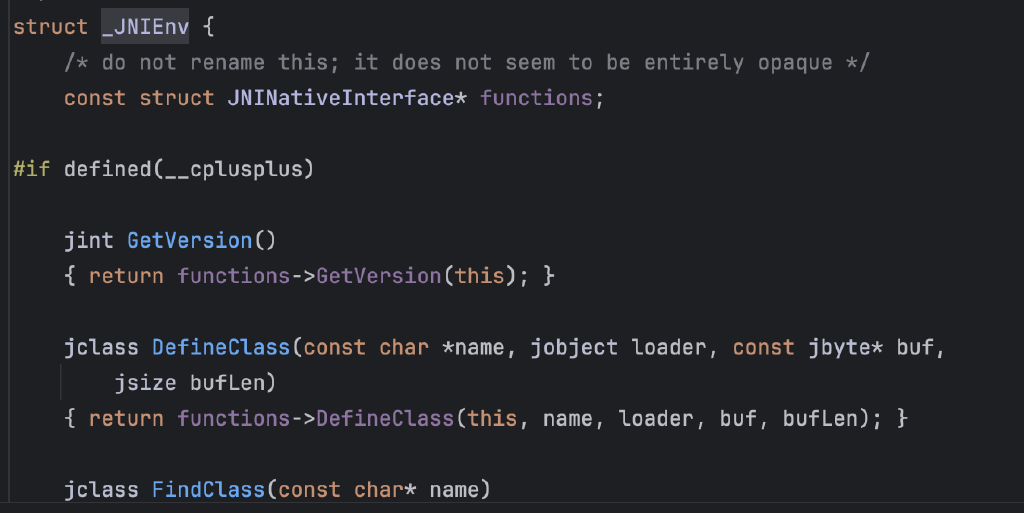 struct _JNIEnv {
/* do not rename this; it does not seem to be entirely opaque */
const struct JNINativeInterface* functions;
#if defined(__cplusplus)
jint GetVersion()
{ return functions->GetVersion(this); }
jclass DefineClass(const char *name, jobject loader, const jbyte* buf,
jsize bufLen)
{ return functions->DefineClass(this, name, loader, buf, bufLen); }
jclass FindClass(const char* name)